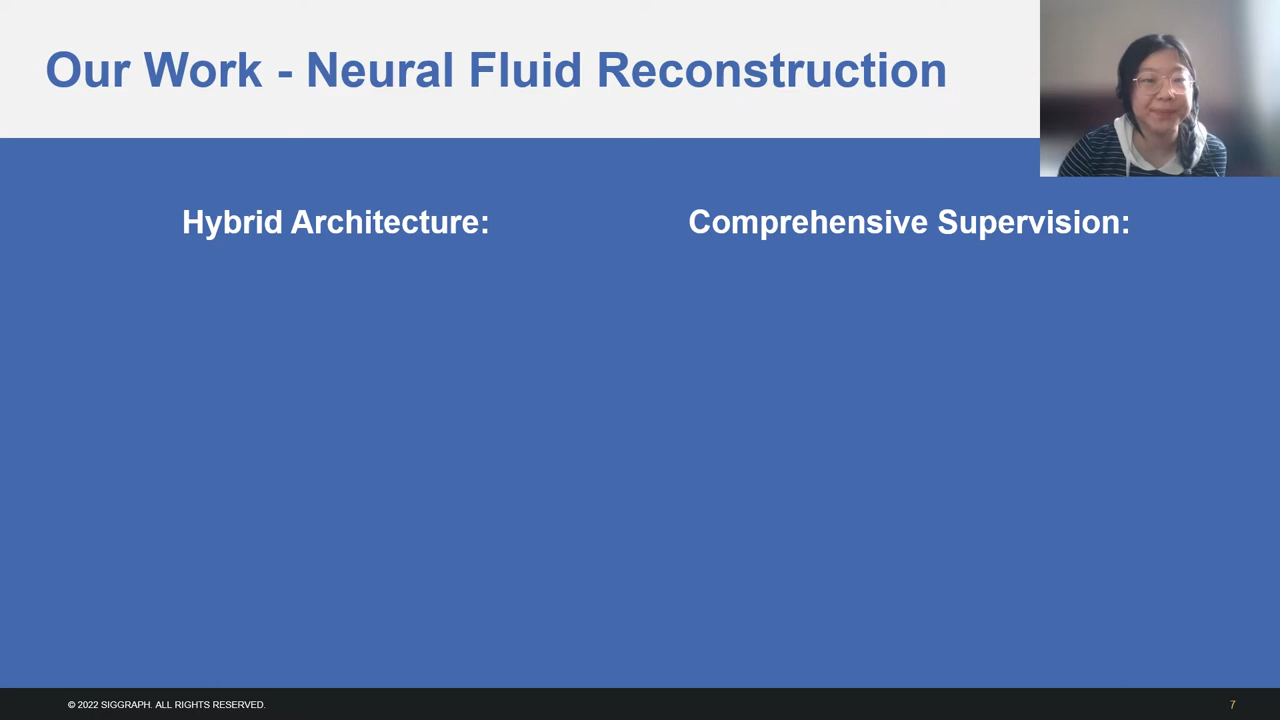 Our Work - Neural Fluid Reconstruction
Hybrid Architecture:
Comprehensive Supervision:
© 2022 SIGGRAPH. ALL RIGHTS RESERVED.
7